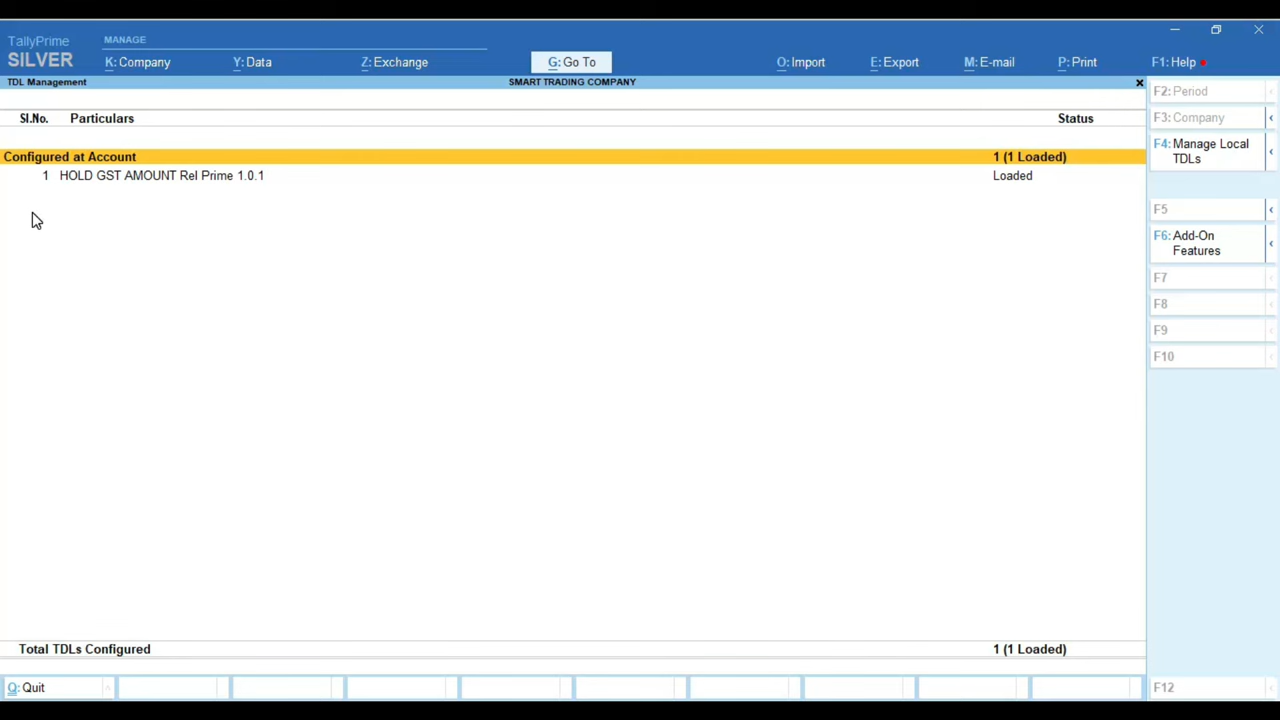 TallyPrime
MANAGE
SILVER
K: Company
Y: Data
Z: Exchange
G: Go To
O: Import
E: Export
M: E-mail
P: Print
F1: Help
TDL Management
SMART TRADING COMPANY
x
F2: Period
F3: Company
Sl.No.
Particulars
Status
F4: Manage Local
TDLs
Configured at Account
1 (1 Loaded)
1
HOLD GST AMOUNT Rel Prime 1.0.1
Loaded
F5
F6: Add-On
Features
F7
F8
F9
F10
Total TDLs Configured
1 (1 Loaded)
Q: Quit
F12